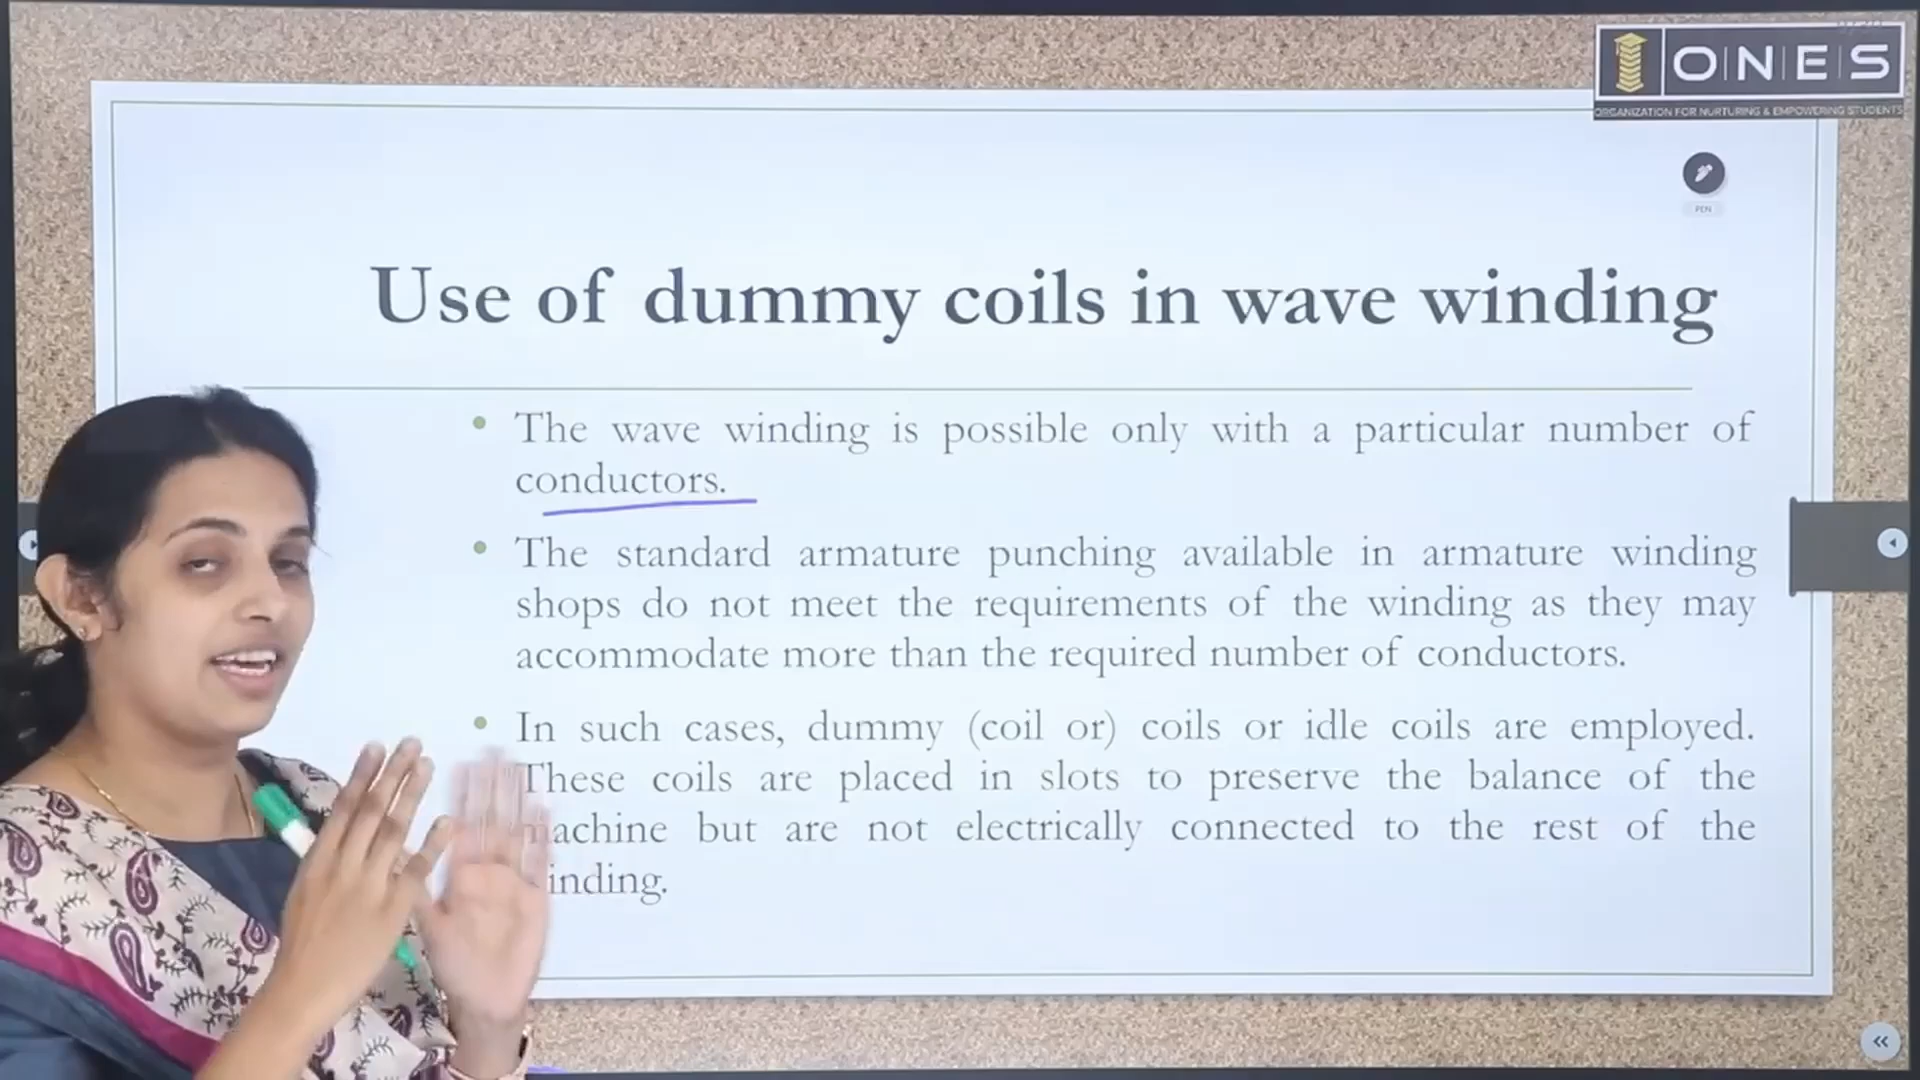 ONES
ORGANIZATION FOR NURTURING & EMPOWERING STUDENTS
PEN
Use of dummy coils in wave winding
• The wave winding is possible only with a particular number of
conductors.
• The standard armature punching available in armature winding
shops do not meet the requirements of the winding as they may
accommodate more than the required number of conductors.
• In such cases, dummy (coil or) coils or idle coils are employed.
These coils are placed in slots to preserve the balance of the
machine but are not electrically connected to the rest of the
inding.